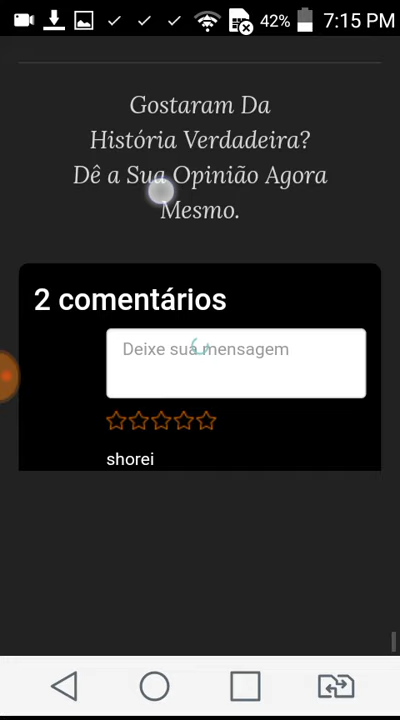 42% 7:15 PM
Gostaram Da
História Verdadeira?
Dê a Sua Opinião Agora
Mesmo.
2 comentários
Deixe sua mensagem
shorei